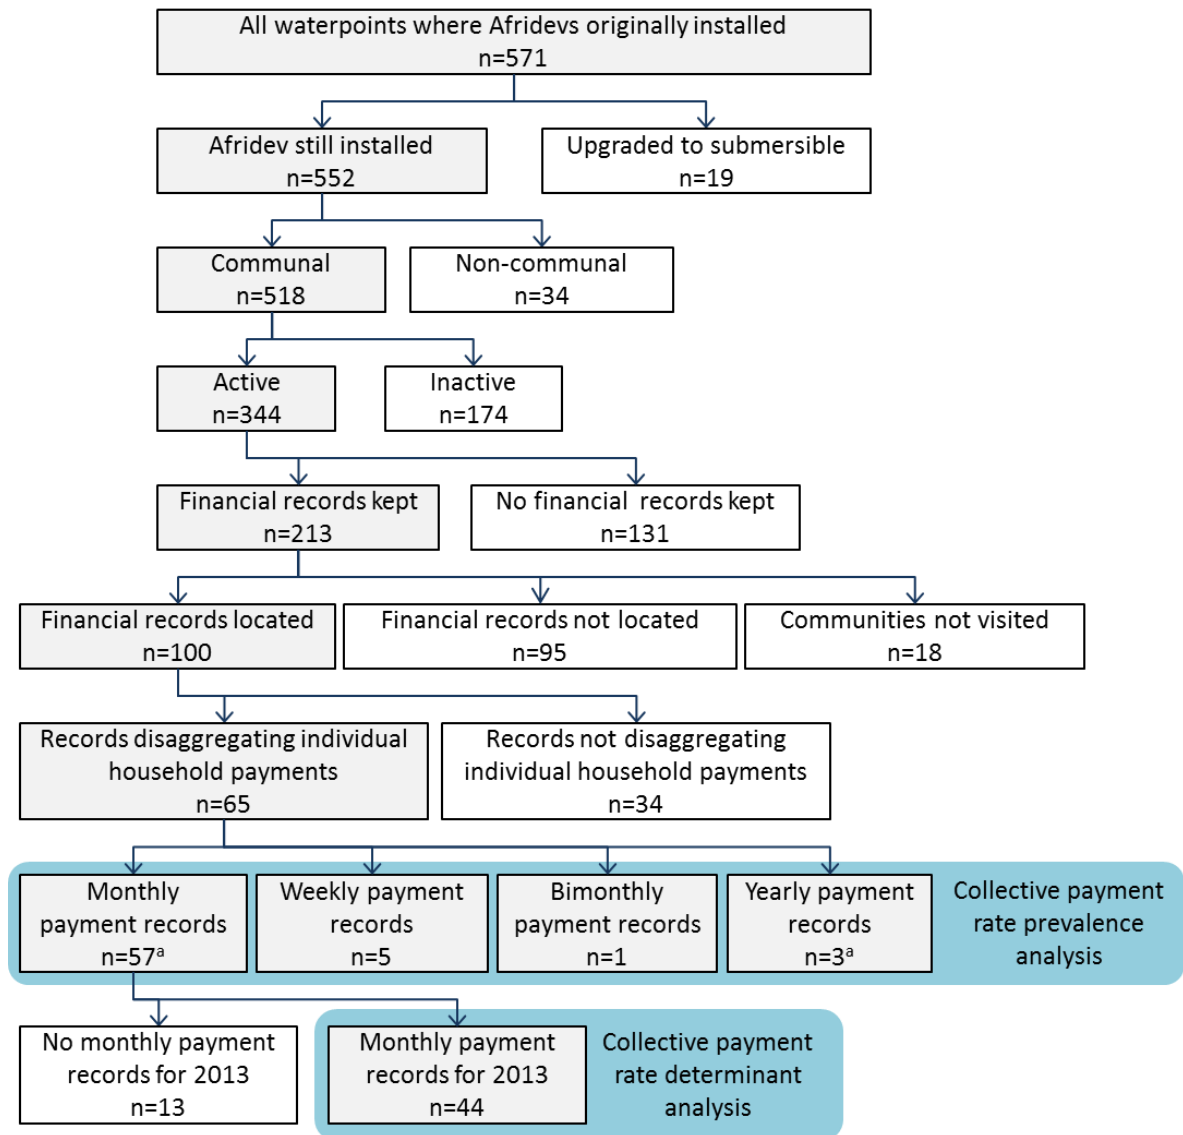 All waterpoints where Afridevs originally installed
n=571
Afridev still installed
n=552
Upgraded to submersible
n=19
Communal
n=518
Non-communal
n=34
Active
n=344
Inactive
n=174
Financial records kept
n=213
No financial records kept
n=131
Financial records located
n=100
Financial records not located
n=95
Communities not visited
n=18
Records disaggregating individual
household payments
n=65
Records not disaggregating
individual household payments
n=34
Monthly
payment records
n=57ᵃ
Weekly payment
records
n=5
Bimonthly
payment records
n=1
Yearly payment
records
n=3ᵃ
Collective payment
rate prevalence
analysis
No monthly payment
records for 2013
n=13
Monthly payment
records for 2013
n=44
Collective payment
rate determinant
analysis